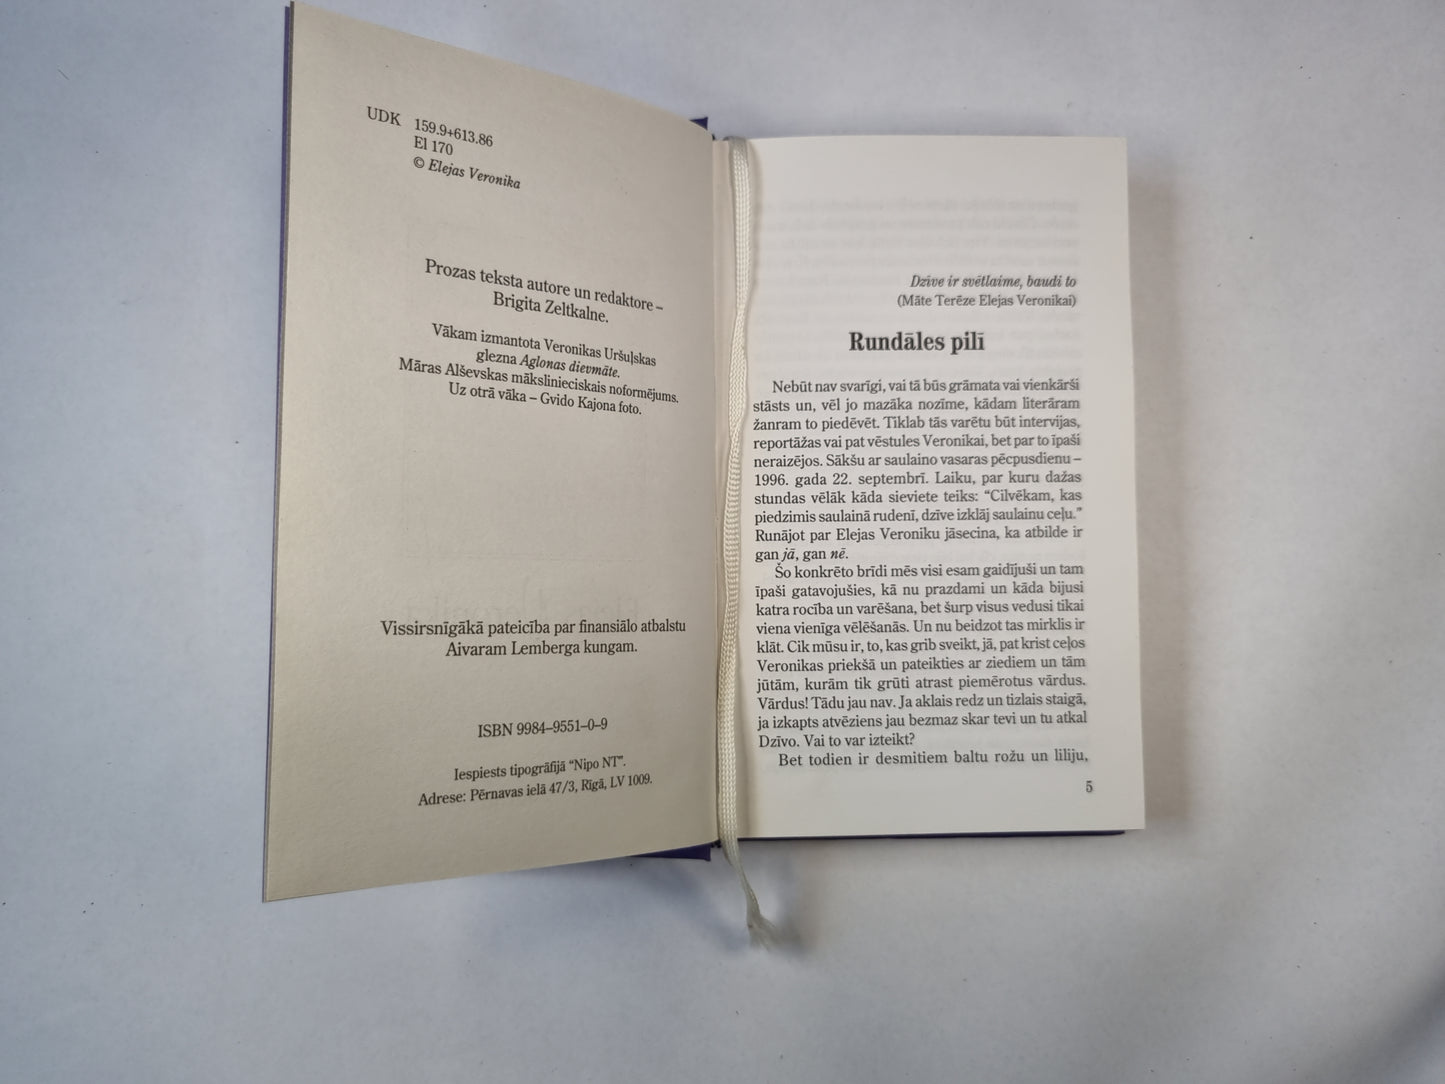 UDK 159.9+613.86
El 170
© Elejas Veronika
Prozas teksta autore un redaktore –
Brigita Zeltkalne.
Vākam izmantota Veronikas Uršuļskas
glezna Aglonas dievmāte.
Māras Alševskas mākslinieciskais noformējums.
Uz otrā vāka – Gvido Kajona foto.
Vissirsnīgākā pateicība par finansiālo atbalstu
Aivaram Lemberga kungam.
ISBN 9984–9551–0–9
Iespiests tipogrāfijā “Nipo NT”.
Adrese: Pērnavas ielā 47/3, Rīgā, LV 1009.
Dzīve ir svētlaime, baudi to
(Māte Terēze Elejas Veronikai)
Rundāles pilī
Nebūt nav svarīgi, vai tā būs grāmata vai vienkārši
stāsts un, vēl jo mazāka nozīme, kādam literāram
žanram to piedēvēt. Tiklab tās varētu būt intervijas,
reportāžas vai pat vēstules Veronikai, bet par to īpaši
neraizējos. Sākšu ar saulaino vasaras pēcpusdienu –
1996. gada 22. septembrī. Laiku, par kuru dažas
stundas vēlāk kāda sieviete teiks: “Cilvēkam, kas
piedzimis saulainā rudenī, dzīve izklāj saulainu ceļu.”
Runājot par Elejas Veroniku jāsecina, ka atbilde ir
gan jā, gan nē.
Šo konkrēto brīdi mēs visi esam gaidījuši un tam
īpaši gatavojušies, kā nu prazdami un kāda bijusi
katra rocība un varēšana, bet šurp visus vedusi tikai
viena vienīga vēlēšanās. Un nu beidzot tas mirklis ir
klāt. Cik mūsu ir, to, kas grib sveikt, jā, pat krist ceļos
Veronikas priekšā un pateikties ar ziediem un tām
jūtām, kurām tik grūti atrast piemērotus vārdus.
Vārdus! Tādu jau nav. Ja aklais redz un tizlais staigā,
ja izkapts atvēziens jau bezmaz skar tevi un tu atkal
Dzīvo. Vai to var izteikt?
Bet todien ir desmitiem baltu rožu un liliju,
5